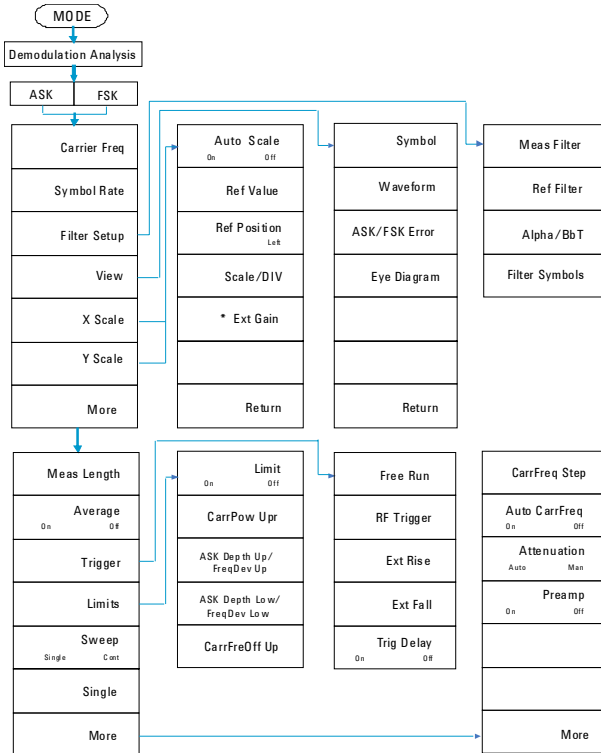 MODE
Demodulation Analysis
ASK FSK
Carrier Freq
Symbol Rate
Filter Setup
View
X Scale
Y Scale
More
Auto Scale
On Off
Ref Value
Ref Position
Left
Scale/DIV
* Ext Gain
Return
Symbol
Waveform
ASK/FSK Error
Eye Diagram
Return
Meas Filter
Ref Filter
Alpha/BbT
Filter Symbols
Meas Length
Average
On Off
Trigger
Limits
Sweep
Single Cont
Single
More
Limit
On Off
CarrPow Upr
ASK Depth Up/
FreqDev Up
ASK Depth Low/
FreqDev Low
CarrFreOff Up
Free Run
RF Trigger
Ext Rise
Ext Fall
Trig Delay
On Off
CarrFreq Step
Auto CarrFreq
On Off
Attenuation
Auto Man
Preamp
On Off
More